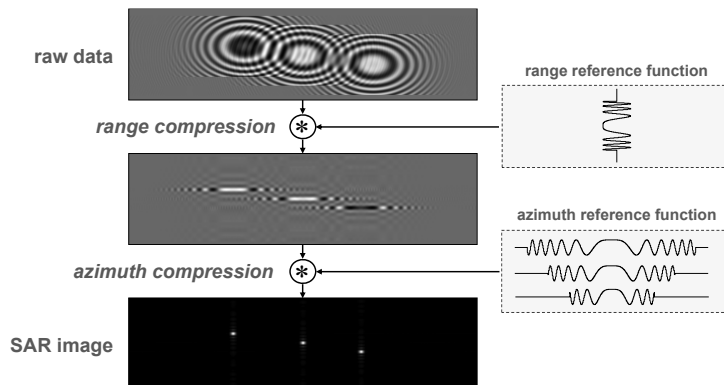 raw data
range reference function
range compression
*
azimuth reference function
azimuth compression
*
SAR image